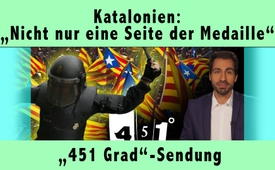 Katalonien:
„Nicht nur eine Seite der Medaille“
451°
„451 Grad“-Sendung